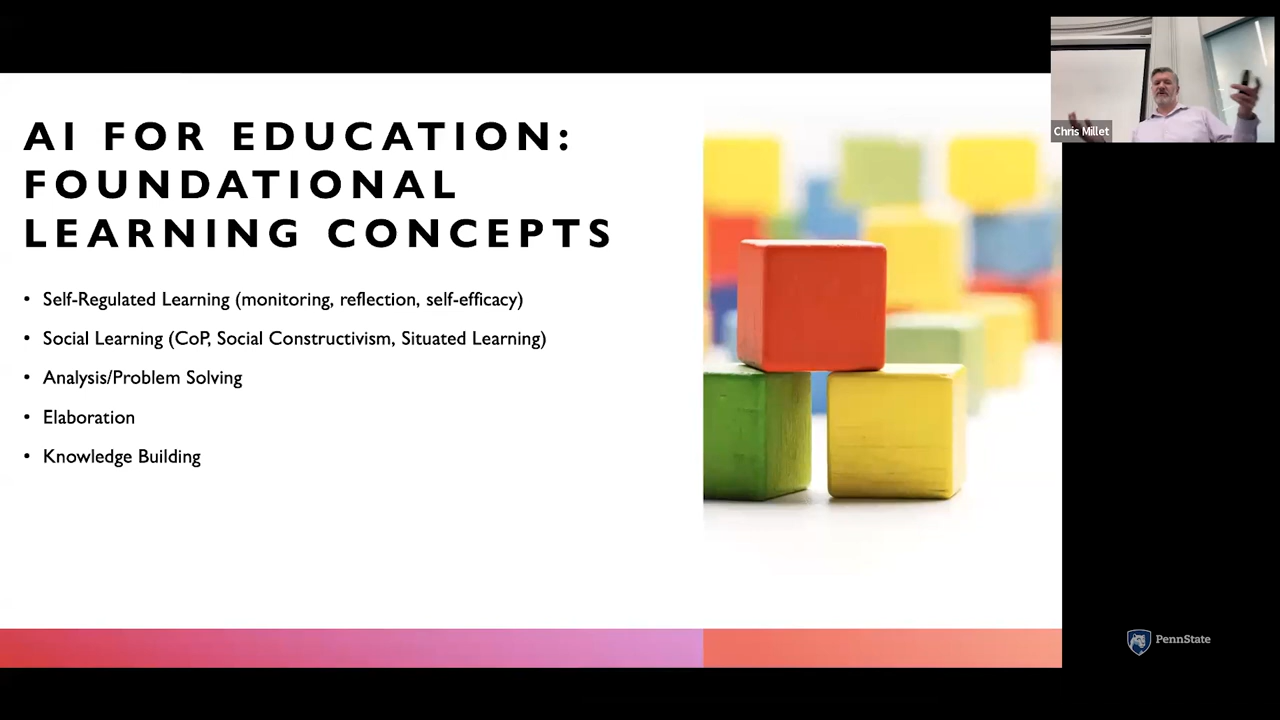 AI FOR EDUCATION:
FOUNDATIONAL
LEARNING CONCEPTS
• Self-Regulated Learning (monitoring, reflection, self-efficacy)
• Social Learning (CoP, Social Constructivism, Situated Learning)
• Analysis/Problem Solving
• Elaboration
• Knowledge Building
Chris Millet
PennState